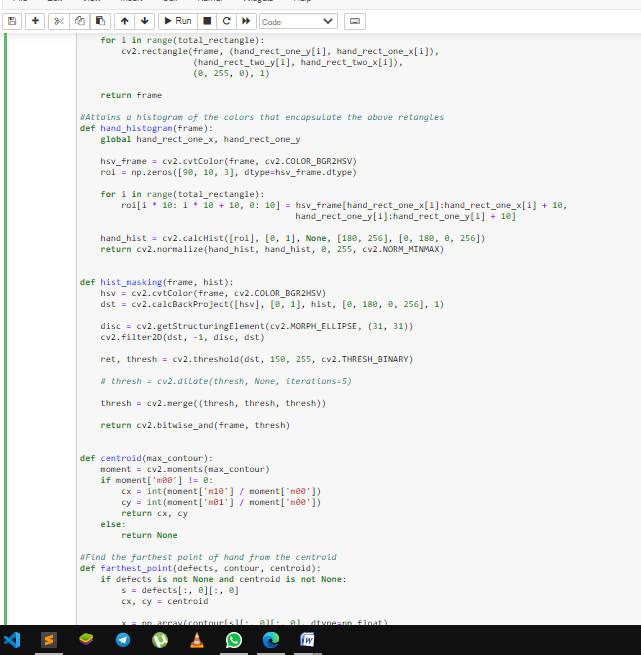 Run
Code
for i in range(total_rectangle):
cv2.rectangle(frame, (hand_rect_one_y[i], hand_rect_one_x[i]),
(hand_rect_two_y[i], hand_rect_two_x[i]),
(0, 255, 0), 1)
return frame
#Attains a histogram of the colors that encapsulate the above retangles
def hand_histogram(frame):
global hand_rect_one_x, hand_rect_one_y
hsv_frame = cv2.cvtColor(frame, cv2.COLOR_BGR2HSV)
roi = np.zeros([90, 10, 3], dtype=hsv_frame.dtype)
for i in range(total_rectangle):
roi[i * 10: i * 10 + 10, 0: 10] = hsv_frame[hand_rect_one_x[i]:hand_rect_one_x[i] + 10,
hand_rect_one_y[i]:hand_rect_one_y[i] + 10]
hand_hist = cv2.calcHist([roi], [0, 1], None, [180, 256], [0, 180, 0, 256])
return cv2.normalize(hand_hist, hand_hist, 0, 255, cv2.NORM_MINMAX)
def hist_masking(frame, hist):
hsv = cv2.cvtColor(frame, cv2.COLOR_BGR2HSV)
dst = cv2.calcBackProject([hsv], [0, 1], hist, [0, 180, 0, 256], 1)
disc = cv2.getStructuringElement(cv2.MORPH_ELLIPSE, (31, 31))
cv2.filter2D(dst, -1, disc, dst)
ret, thresh = cv2.threshold(dst, 150, 255, cv2.THRESH_BINARY)
# thresh = cv2.dilate(thresh, None, iterations=5)
thresh = cv2.merge((thresh, thresh, thresh))
return cv2.bitwise_and(frame, thresh)
def centroid(max_contour):
moment = cv2.moments(max_contour)
if moment['m00'] != 0:
cx = int(moment['m10'] / moment['m00'])
cy = int(moment['m01'] / moment['m00'])
return cx, cy
else:
return None
#Find the farthest point of hand from the centroid
def farthest_point(defects, contour, centroid):
if defects is not None and centroid is not None:
s = defects[:, 0][:, 0]
cx, cy = centroid
x = np.array(contour[s][:, 0][:, 0], dtype=np.float)